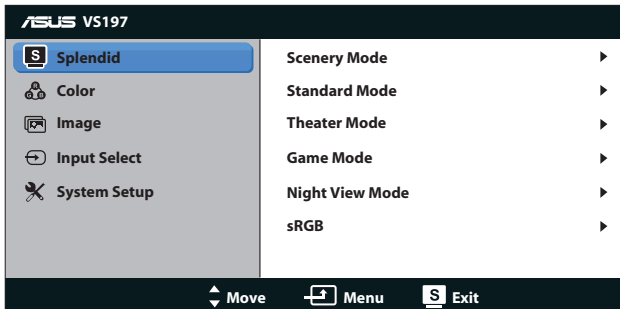 ASUS VS197
S Splendid
Color
Image
Input Select
System Setup
Scenery Mode
Standard Mode
Theater Mode
Game Mode
Night View Mode
sRGB
Move Menu S Exit